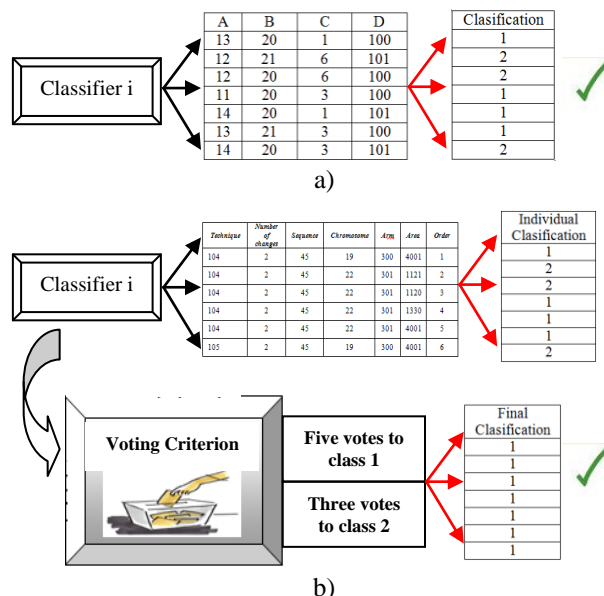 A B C D
13 20 1 100
12 21 6 101
12 20 6 100
11 20 3 100
14 20 1 101
13 21 3 100
14 20 3 101
Classifier i
Clasification
1
2
2
1
1
1
2
a)
Technique Number of changes Sequence Chromotome Arm Area Order
104 2 45 19 300 4001 1
104 2 45 22 301 1121 2
104 2 45 22 301 1120 3
104 2 45 22 301 1330 4
104 2 45 22 301 4001 5
105 2 45 19 300 4001 6
Classifier i
Individual
Clasification
1
2
2
1
1
1
2
Voting Criterion
Five votes to
class 1
Three votes
to class 2
Final
Clasification
1
1
1
1
1
1
1
b)